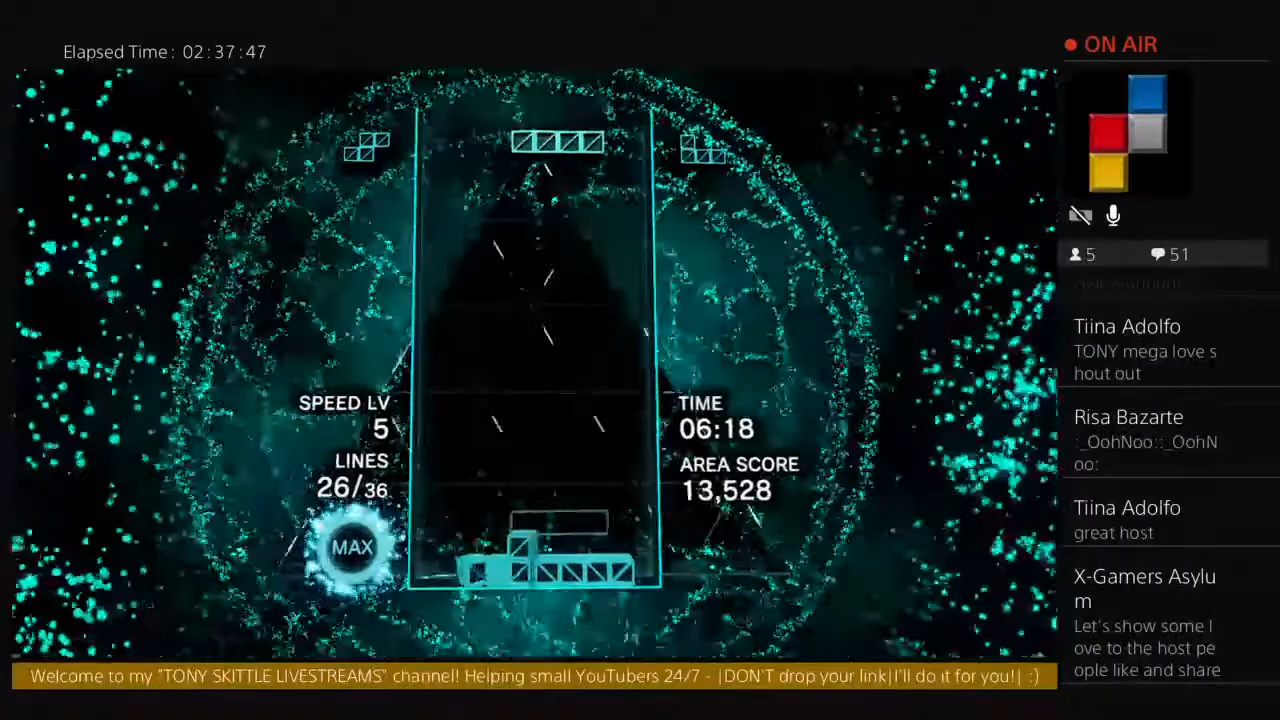 Elapsed Time: 02:37:47
ON AIR
5
51
SPEED LV
5
LINES
26/36
MAX
TIME
06:18
AREA SCORE
13,528
Tiina Adolfo
TONY mega love s
hout out
Risa Bazarte
:_OohNoo::_OohN
oo:
Tiina Adolfo
great host
X-Gamers Asylu
m
Let's show some l
ove to the host pe
ople like and share
Welcome to my "TONY SKITTLE LIVESTREAMS" channel! Helping small YouTubers 24/7 - |DON'T drop your link|I'll do it for you!| :)